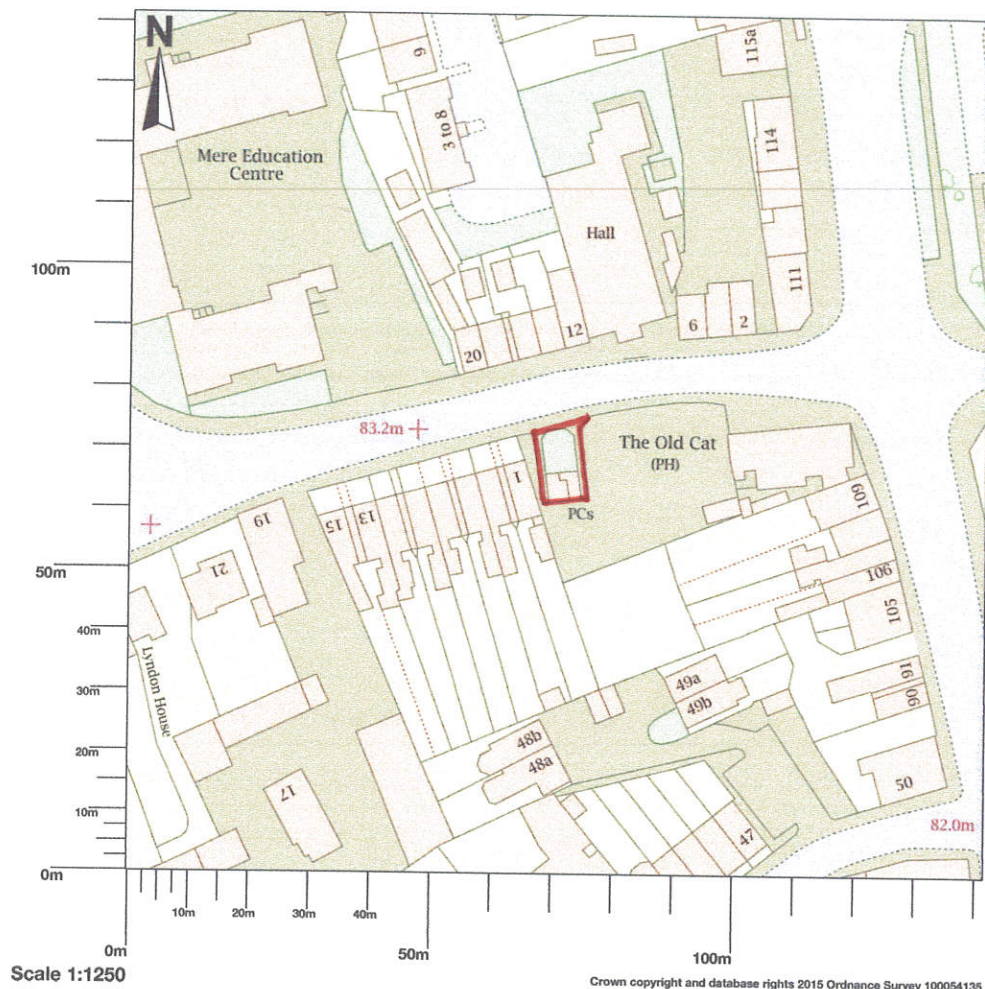 N
9
115a
3 to 8
114
Mere Education
Centre
Hall
111
100m
6
2
12
20
83.2m
The Old Cat
(PH)
1
PCs
109
13
15
19
21
50m
106
105
40m
Lyndon House
91
90
49a
49b
30m
48b
48a
20m
17
50
10m
47
82.0m
0m
10m
20m
30m
40m
0m
50m
100m
Scale 1:1250
Crown copyright and database rights 2015 Ordnance Survey 100054135